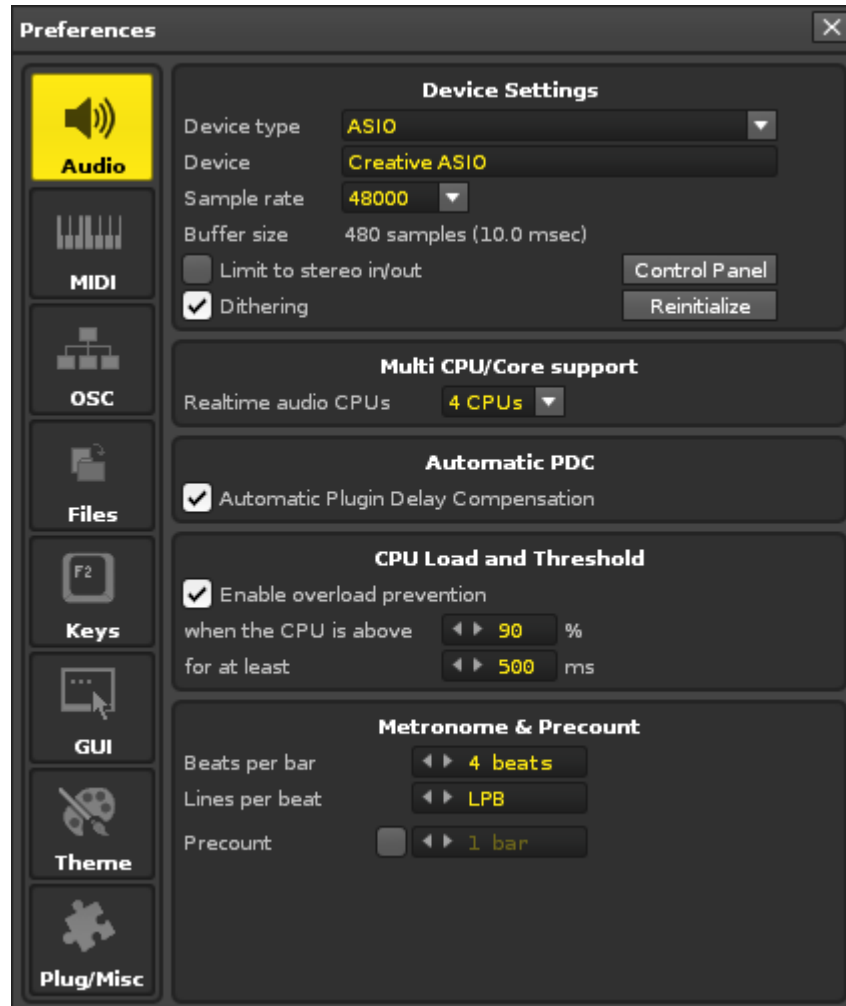 Preferences
Audio
MIDI
OSC
Files
F2
Keys
GUI
Theme
Plug/Misc
Device Settings
Device type ASIO
Device Creative ASIO
Sample rate 48000
Buffer size 480 samples (10.0 msec)
Limit to stereo in/out Control Panel
Dithering Reinitialize
Multi CPU/Core support
Realtime audio CPUs 4 CPUs
Automatic PDC
Automatic Plugin Delay Compensation
CPU Load and Threshold
Enable overload prevention
when the CPU is above 90 %
for at least 500 ms
Metronome & Precount
Beats per bar 4 beats
Lines per beat LPB
Precount 1 bar